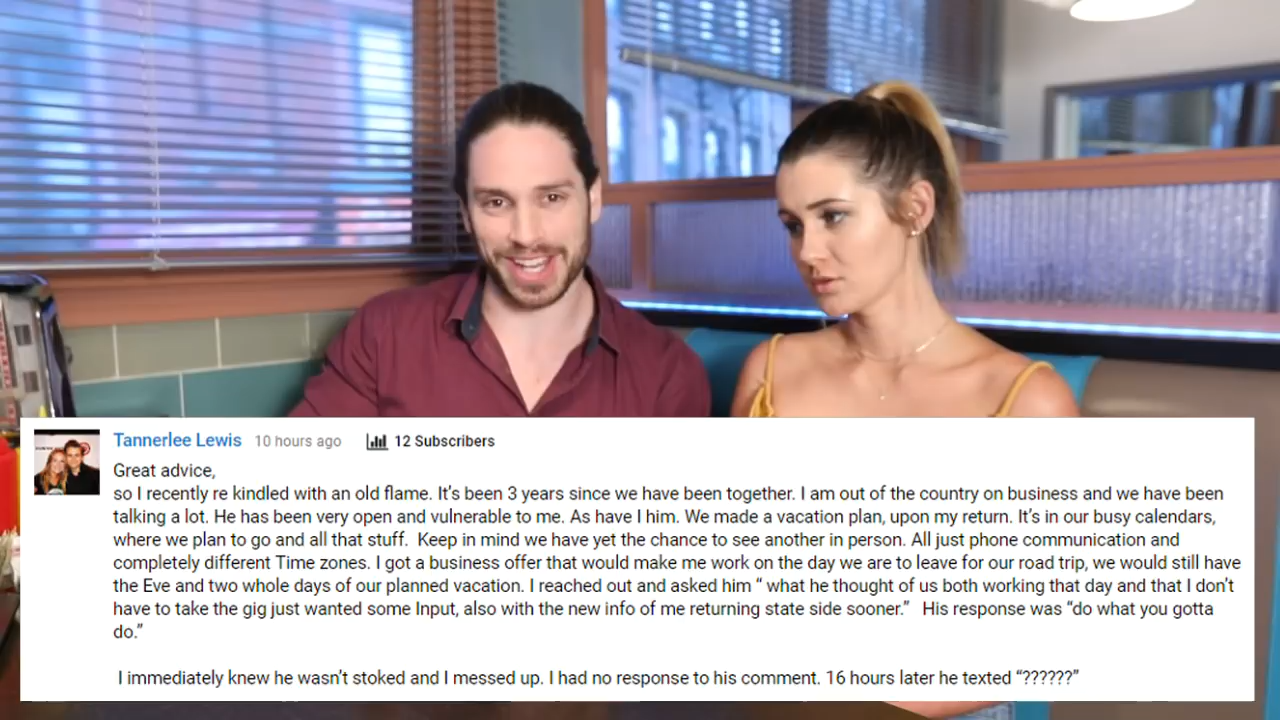 Tannerlee Lewis 10 hours ago 12 Subscribers
Great advice,
so I recently re kindled with an old flame. It's been 3 years since we have been together. I am out of the country on business and we have been
talking a lot. He has been very open and vulnerable to me. As have I him. We made a vacation plan, upon my return. It's in our busy calendars,
where we plan to go and all that stuff.  Keep in mind we have yet the chance to see another in person. All just phone communication and
completely different Time zones. I got a business offer that would make me work on the day we are to leave for our road trip, we would still have
the Eve and two whole days of our planned vacation. I reached out and asked him “ what he thought of us both working that day and that I don't
have to take the gig just wanted some Input, also with the new info of me returning state side sooner.”   His response was “do what you gotta
do.”
I immediately knew he wasn't stoked and I messed up. I had no response to his comment. 16 hours later he texted “??????”